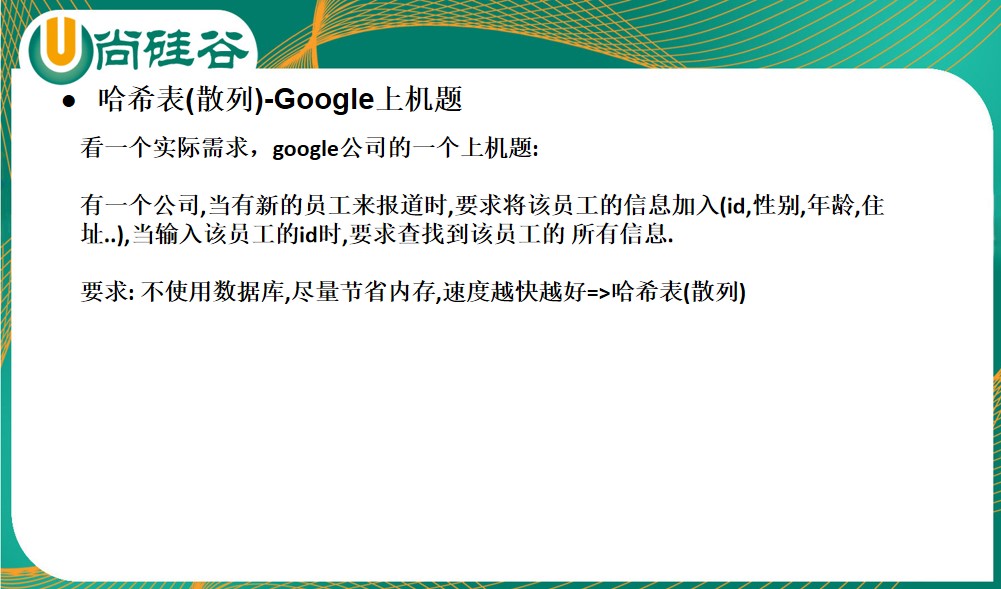 尚硅谷
● 哈希表(散列)-Google上机题
看一个实际需求，google公司的一个上机题:
有一个公司,当有新的员工来报道时,要求将该员工的信息加入(id,性别,年龄,住
址..),当输入该员工的id时,要求查找到该员工的 所有信息.
要求: 不使用数据库,尽量节省内存,速度越快越好=>哈希表(散列)